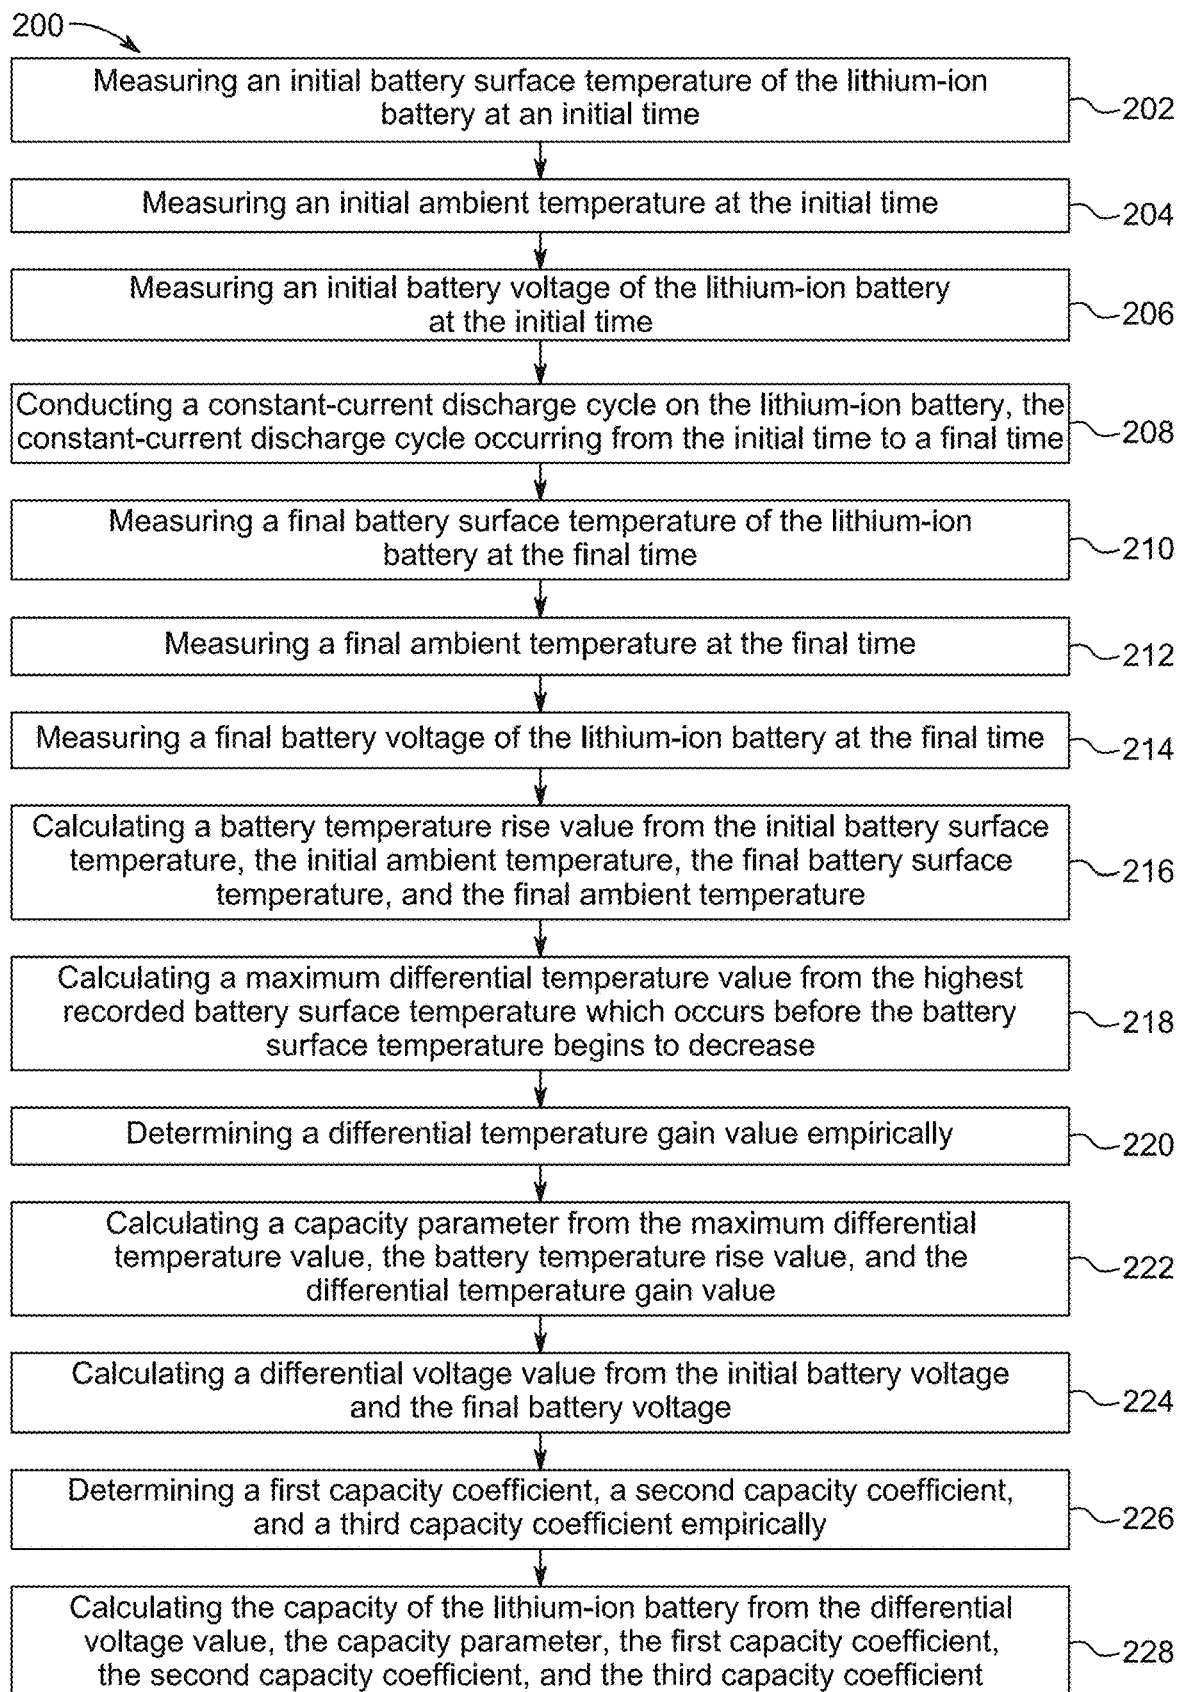 200
Measuring an initial battery surface temperature of the lithium-ion
battery at an initial time
202
Measuring an initial ambient temperature at the initial time
204
Measuring an initial battery voltage of the lithium-ion battery
at the initial time
206
Conducting a constant-current discharge cycle on the lithium-ion battery, the
constant-current discharge cycle occurring from the initial time to a final time
208
Measuring a final battery surface temperature of the lithium-ion
battery at the final time
210
Measuring a final ambient temperature at the final time
212
Measuring a final battery voltage of the lithium-ion battery at the final time
214
Calculating a battery temperature rise value from the initial battery surface
temperature, the initial ambient temperature, the final battery surface
temperature, and the final ambient temperature
216
Calculating a maximum differential temperature value from the highest
recorded battery surface temperature which occurs before the battery
surface temperature begins to decrease
218
Determining a differential temperature gain value empirically
220
Calculating a capacity parameter from the maximum differential
temperature value, the battery temperature rise value, and the
differential temperature gain value
222
Calculating a differential voltage value from the initial battery voltage
and the final battery voltage
224
Determining a first capacity coefficient, a second capacity coefficient,
and a third capacity coefficient empirically
226
Calculating the capacity of the lithium-ion battery from the differential
voltage value, the capacity parameter, the first capacity coefficient,
the second capacity coefficient, and the third capacity coefficient
228